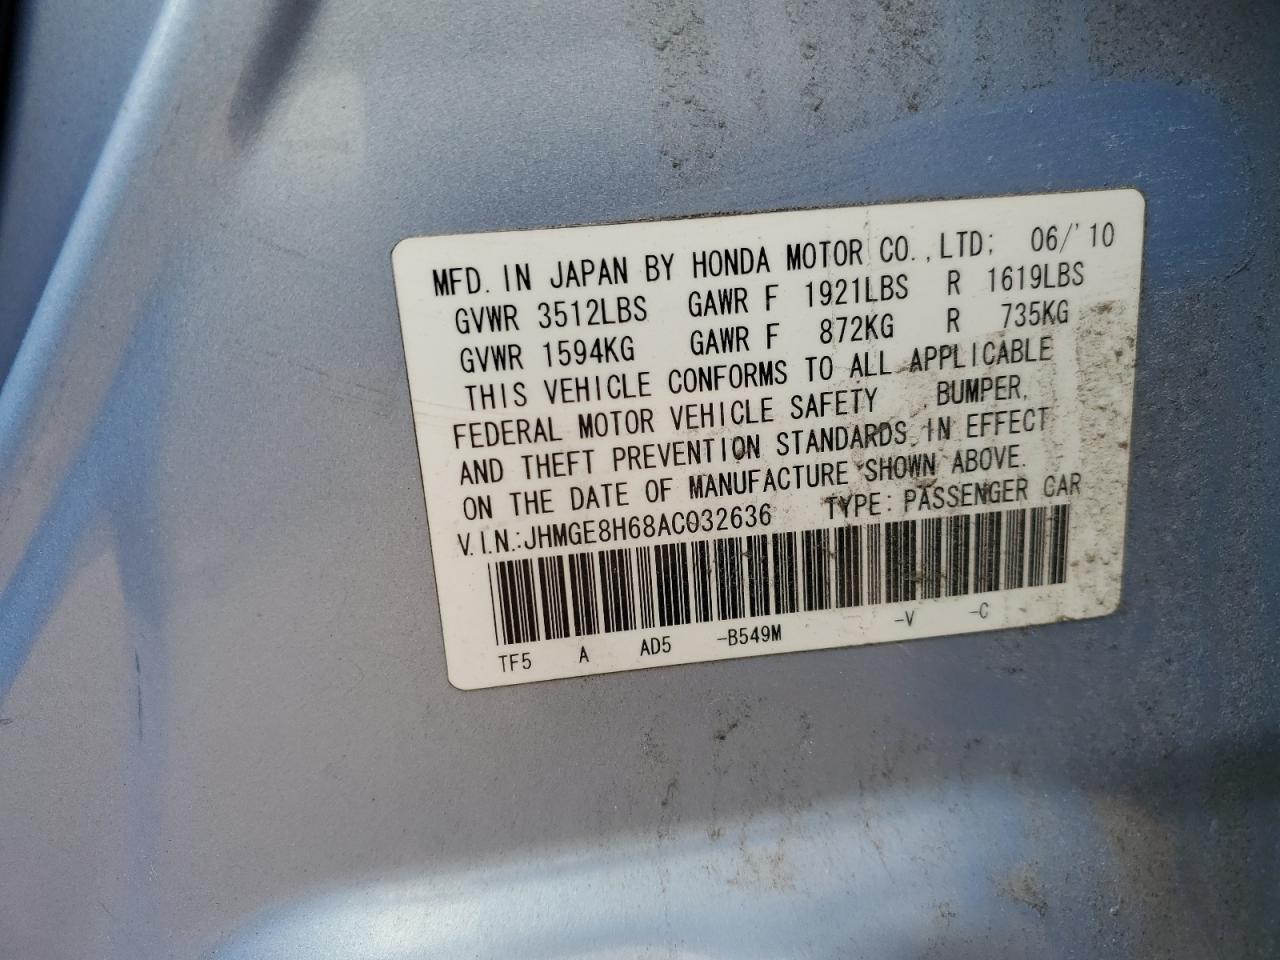 MFD. IN JAPAN BY HONDA MOTOR CO.,LTD; 06/'10
GVWR 3512LBS GAWR F 1921LBS R 1619LBS
GVWR 1594KG GAWR F 872KG R 735KG
THIS VEHICLE CONFORMS TO ALL APPLICABLE
FEDERAL MOTOR VEHICLE SAFETY , BUMPER,
AND THEFT PREVENTION STANDARDS IN EFFECT
ON THE DATE OF MANUFACTURE SHOWN ABOVE.
V.I.N.:JHMGE8H68AC032636 TYPE: PASSENGER CAR
TF5 A AD5 -B549M -V -C